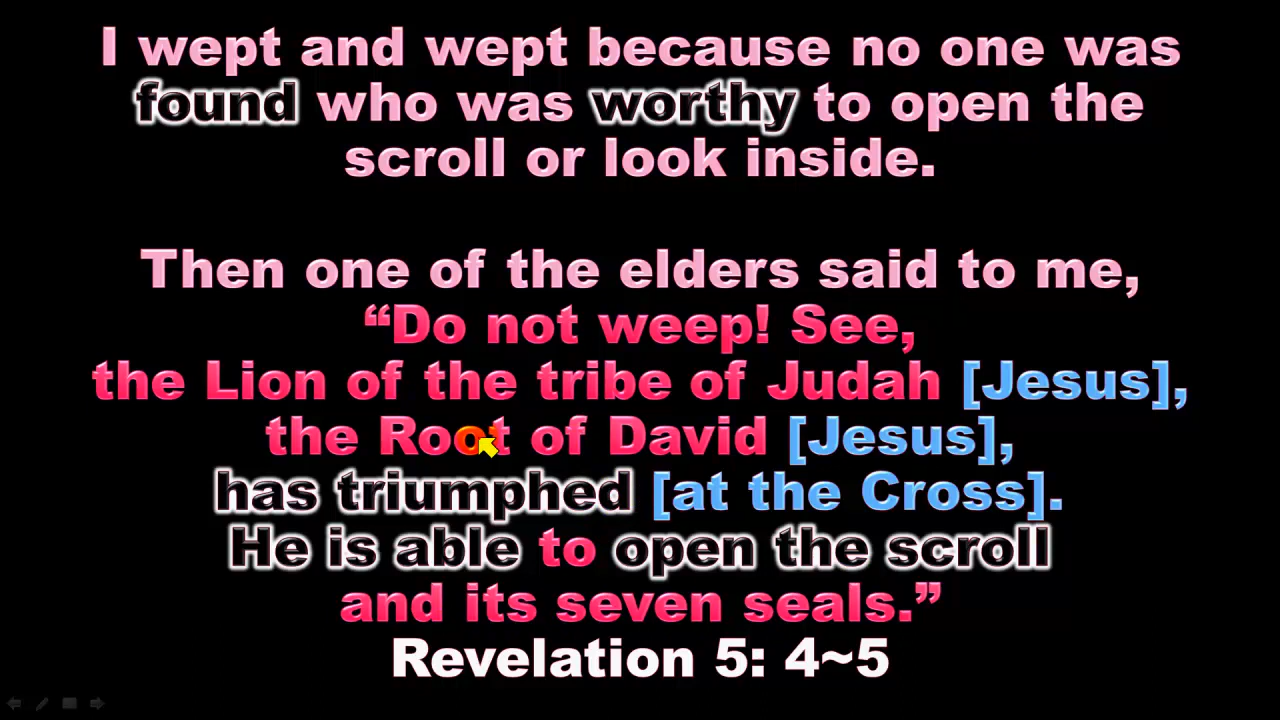 I wept and wept because no one was
found who was worthy to open the
scroll or look inside.
Then one of the elders said to me,
“Do not weep! See,
the Lion of the tribe of Judah [Jesus],
the Root of David [Jesus],
has triumphed [at the Cross].
He is able to open the scroll
and its seven seals.”
Revelation 5: 4~5